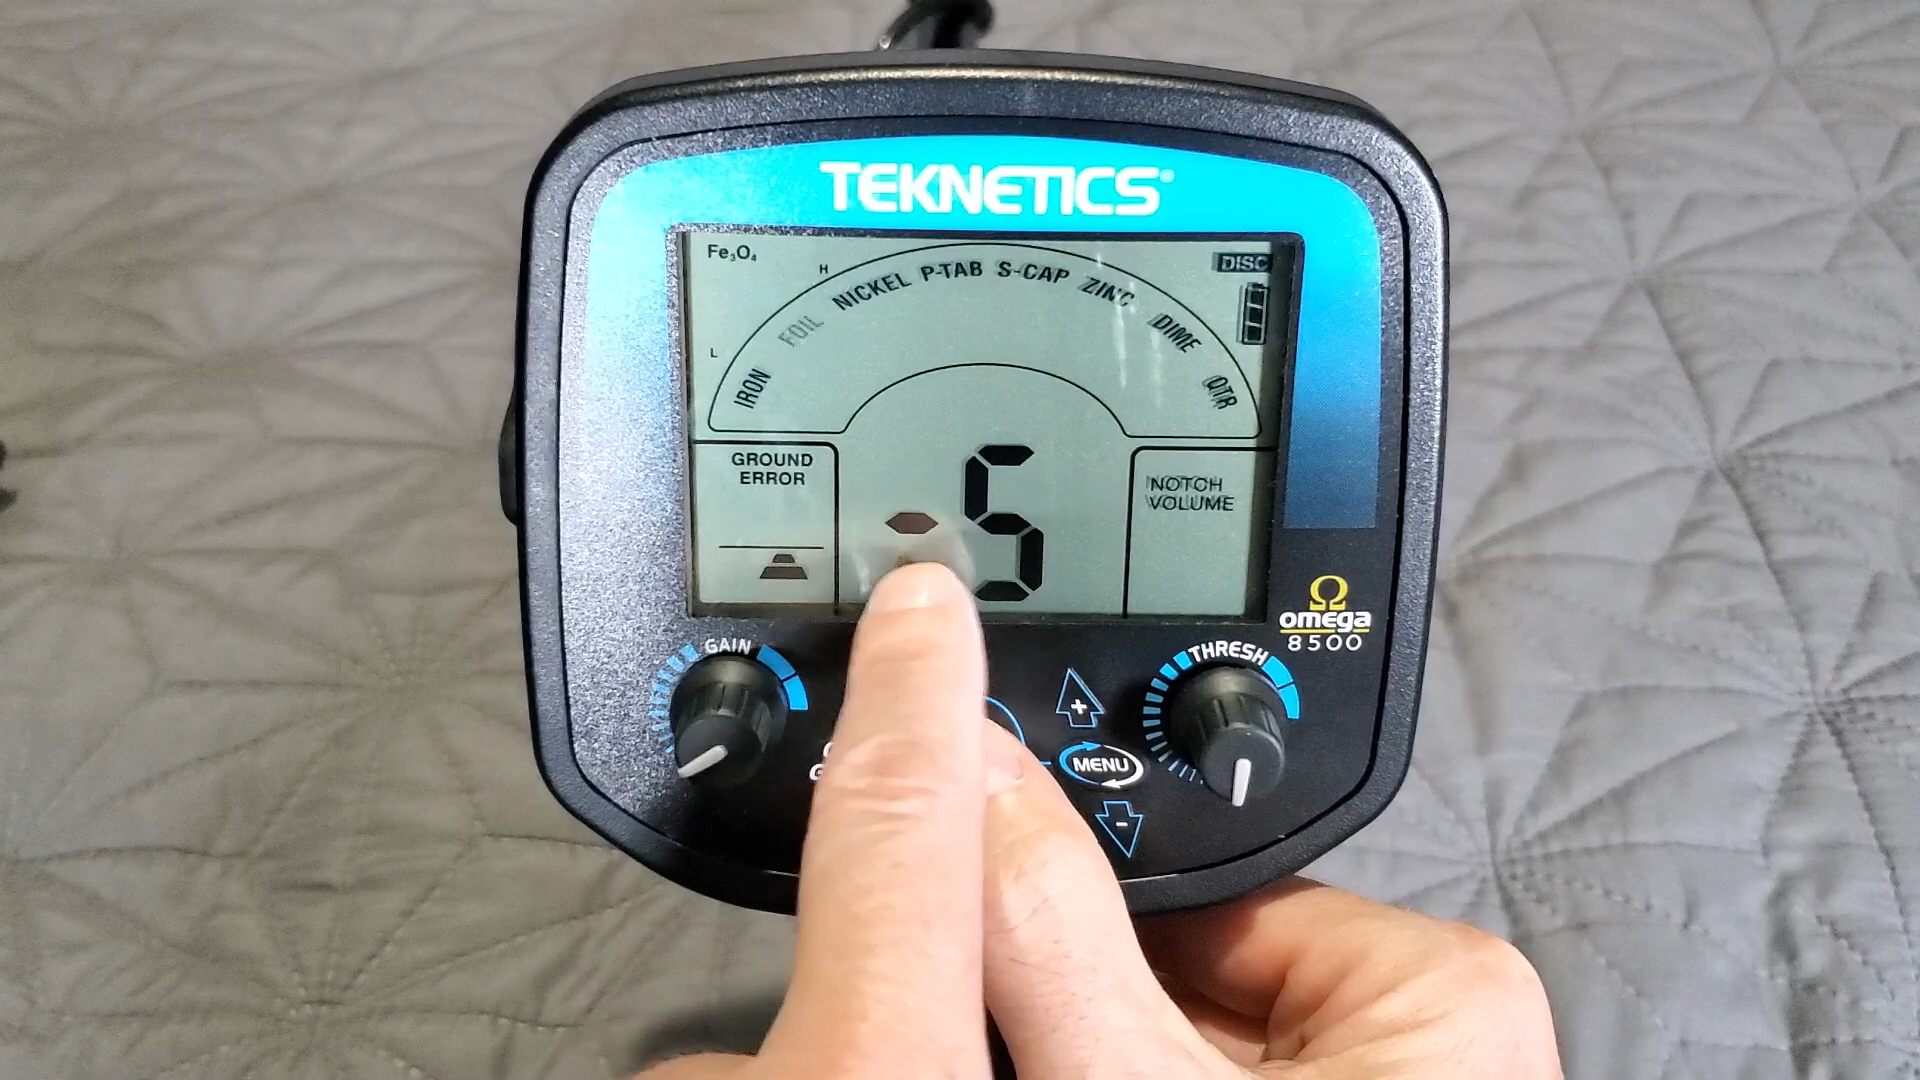 TEKNETICS®
Fe₃O₄
DISC
L
H
IRON
FOIL
NICKEL
P-TAB
S-CAP
ZINC
DIME
QTR
GROUND
ERROR
-5
NOTCH
VOLUME
Ω
omega
8500
GAIN
THRESH
+
MENU
-